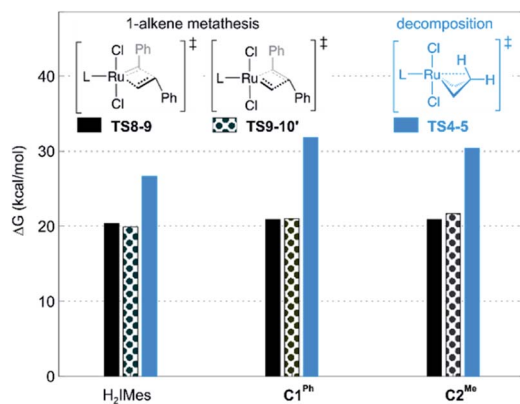 1-alkene metathesis
decomposition
‡
‡
‡
Ph
Ph
Cl
Cl
Cl
H
L
Ru
L
Ru
L
Ru
H
Ph
Ph
Cl
Cl
Cl
TS8-9
TS9-10'
TS4-5
ΔG (kcal/mol)
40
30
20
10
0
H₂IMes
C1ᴾʰ
C2ᴹᵉ